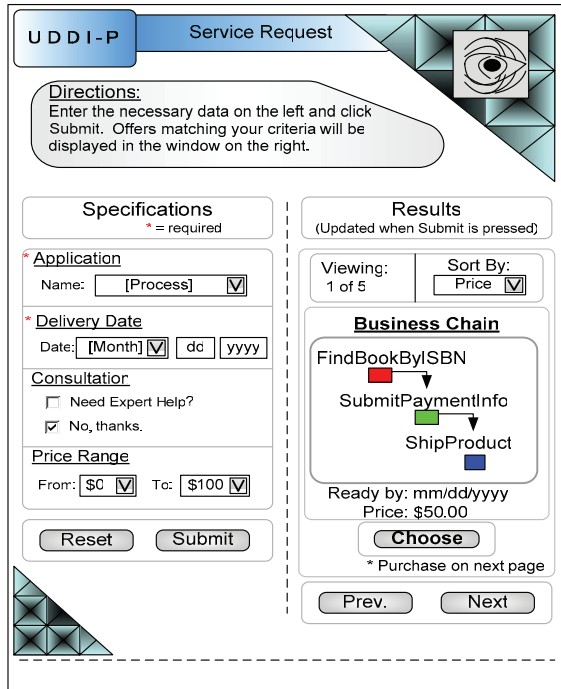 UDDI-P
Service Request
Directions:
Enter the necessary data on the left and click
Submit. Offers matching your criteria will be
displayed in the window on the right.
Specifications
* = required
* Application
Name: [Process]
* Delivery Date
Date: [Month] dd yyyy
Consultation
Need Expert Help?
No, thanks.
Price Range
From: $0 To: $100
Reset Submit
Results
(Updated when Submit is pressed)
Viewing:
1 of 5
Sort By:
Price
Business Chain
FindBookByISBN
SubmitPaymentInfo
ShipProduct
Ready by: mm/dd/yyyy
Price: $50.00
Choose
* Purchase on next page
Prev. Next